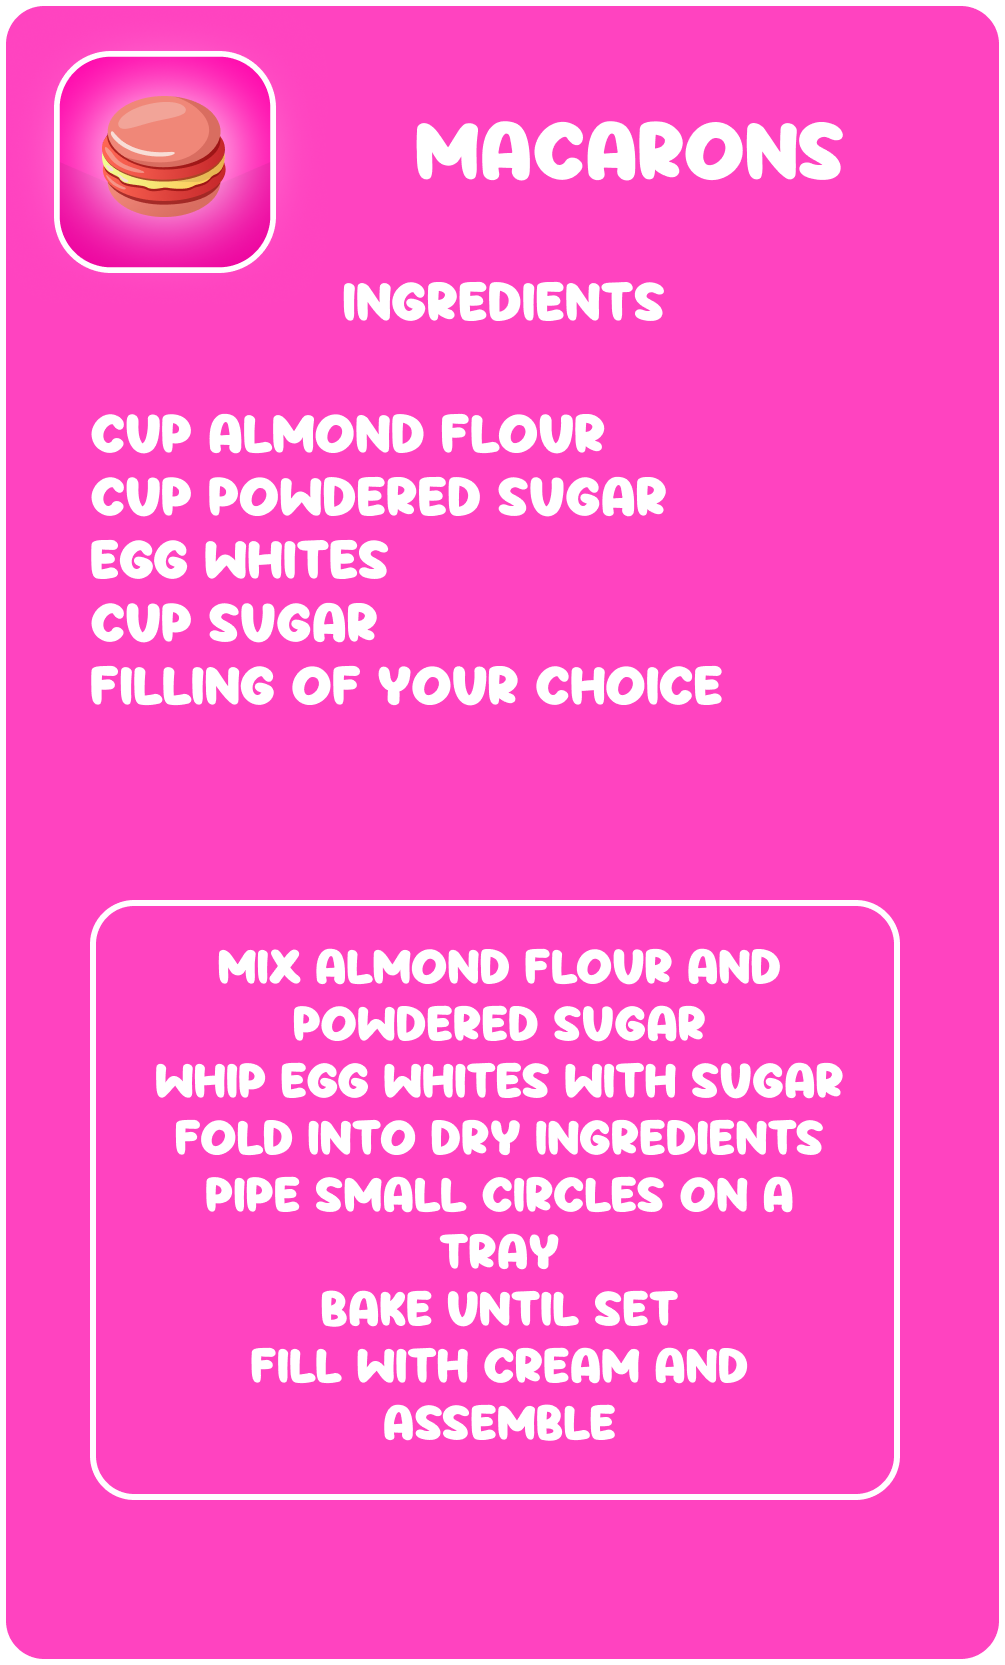 MACARONS
INGREDIENTS
CUP ALMOND FLOUR
CUP POWDERED SUGAR
EGG WHITES
CUP SUGAR
FILLING OF YOUR CHOICE
MIX ALMOND FLOUR AND
POWDERED SUGAR
WHIP EGG WHITES WITH SUGAR
FOLD INTO DRY INGREDIENTS
PIPE SMALL CIRCLES ON A
TRAY
BAKE UNTIL SET
FILL WITH CREAM AND
ASSEMBLE